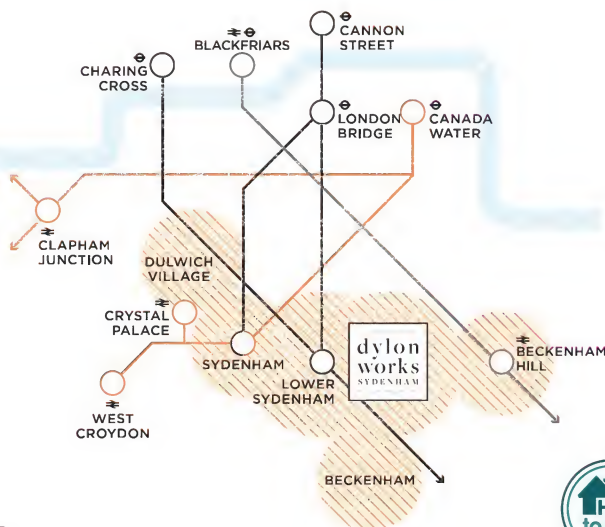 CANNON
STREET
BLACKFRIARS
CHARING
CROSS
LONDON
BRIDGE
CANADA
WATER
CLAPHAM
JUNCTION
DULWICH
VILLAGE
CRYSTAL
PALACE
SYDENHAM
dylon
works
SYDENHAM
BECKENHAM
HILL
LOWER
SYDENHAM
WEST
CROYDON
BECKENHAM